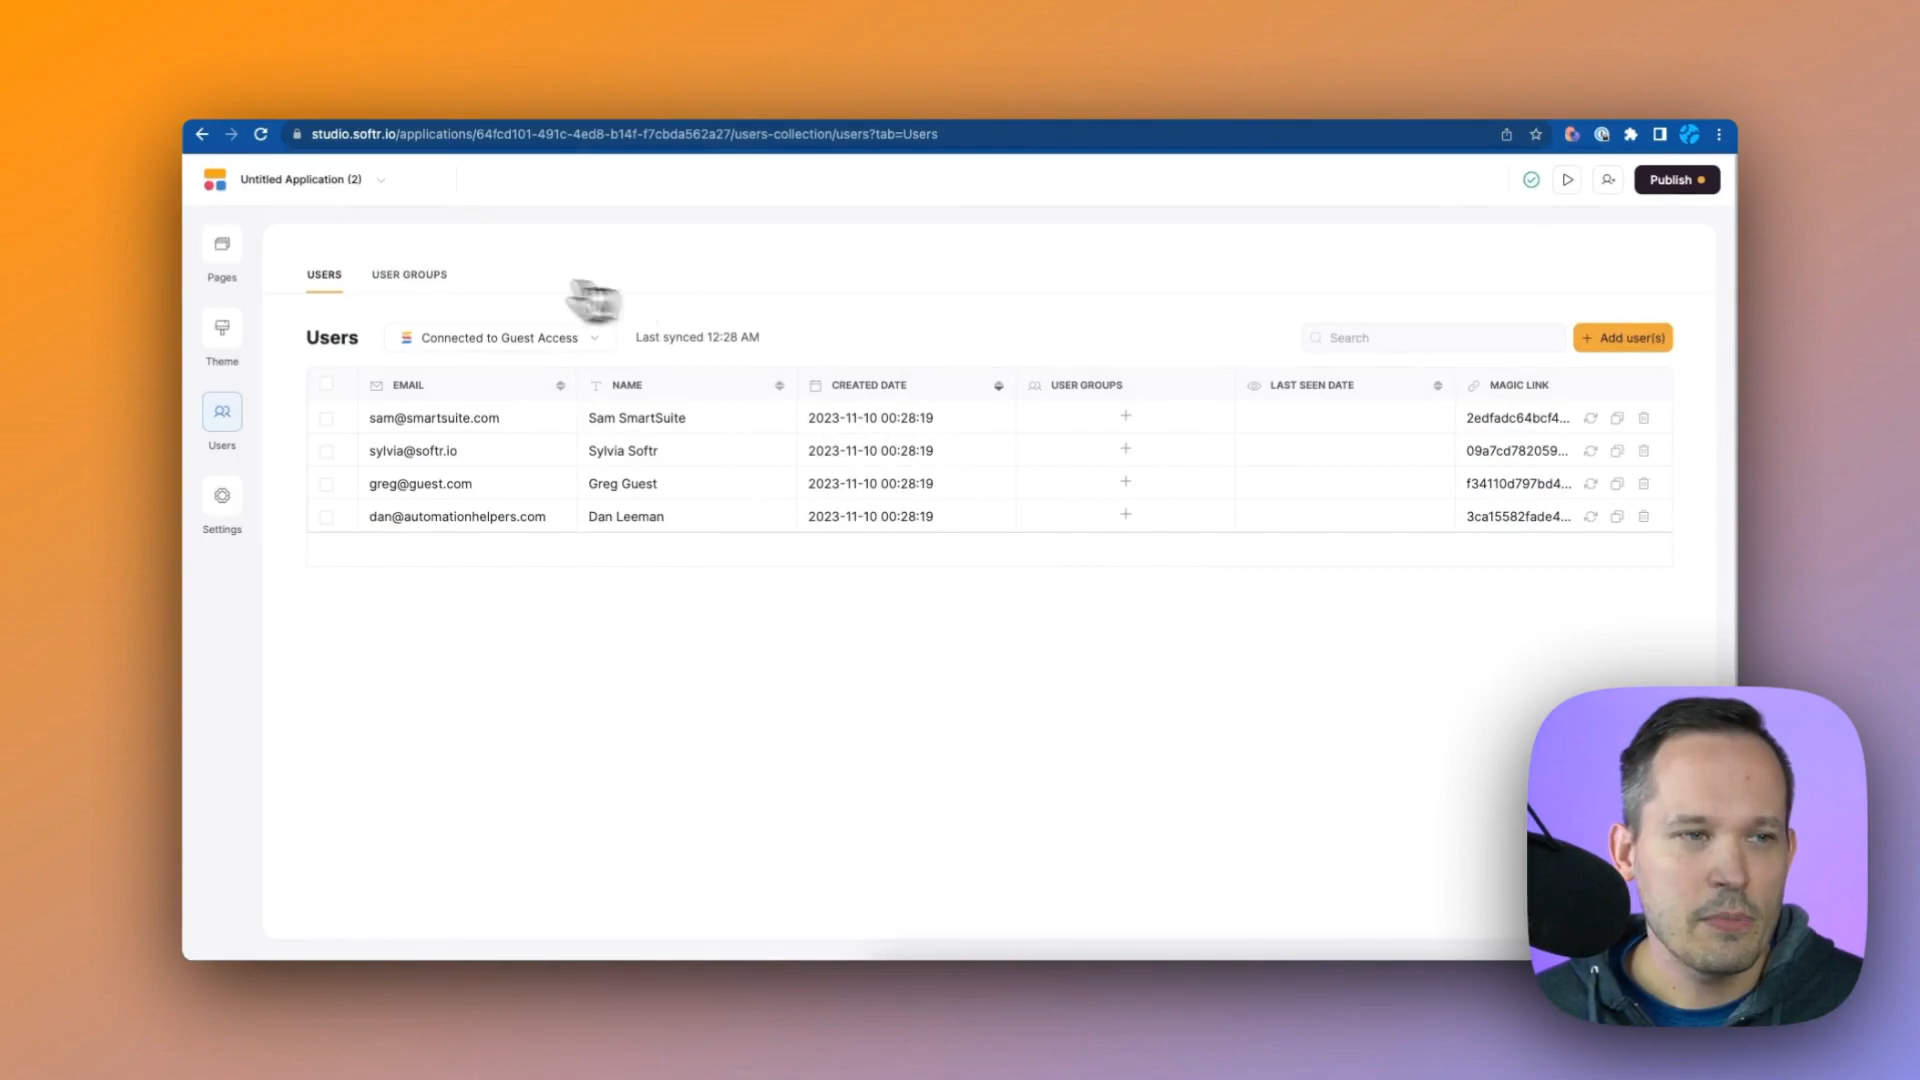 studio.softr.io/applications/64fcd101-491c-4ed8-b14f-f7cbda562a27/users-collection/users?tab=Users
Untitled Application (2)
Publish
Pages
Theme
Users
Settings
USERS
USER GROUPS
Users
Connected to Guest Access
Last synced 12:28 AM
Search
+ Add user(s)
EMAIL NAME CREATED DATE USER GROUPS LAST SEEN DATE MAGIC LINK
sam@smartsuite.com Sam SmartSuite 2023-11-10 00:28:19 + 2edfadc64bcf4...
sylvia@softr.io Sylvia Softr 2023-11-10 00:28:19 + 09a7cd782059...
greg@guest.com Greg Guest 2023-11-10 00:28:19 + f34110d797bd4...
dan@automationhelpers.com Dan Leeman 2023-11-10 00:28:19 + 3ca15582fade4...